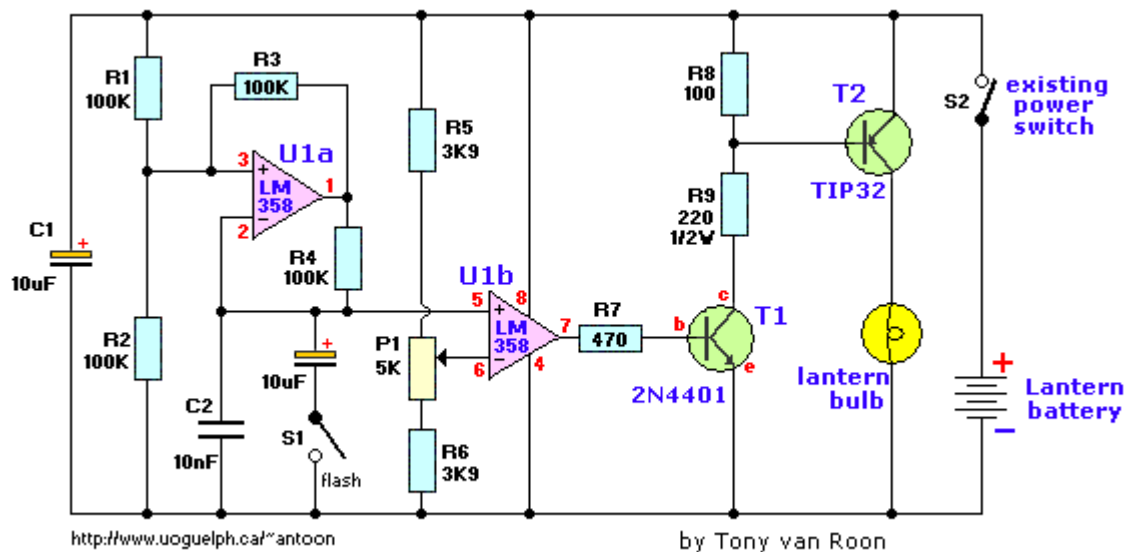 R1
100K
R3
100K
U1a
3
+
LM
358
1
2
−
C1
+
10uF
R2
100K
R4
100K
C2
10nF
+
10uF
S1
flash
R5
3K9
P1
5K
R6
3K9
U1b
5
+
8
LM
358
7
6
−
4
R7
470
R8
100
R9
220
1/2W
T2
TIP32
c
b
e
T1
2N4401
lantern
bulb
S2
existing
power
switch
+
Lantern
battery
−
http://www.uoguelph.ca/~antoon
by Tony van Roon